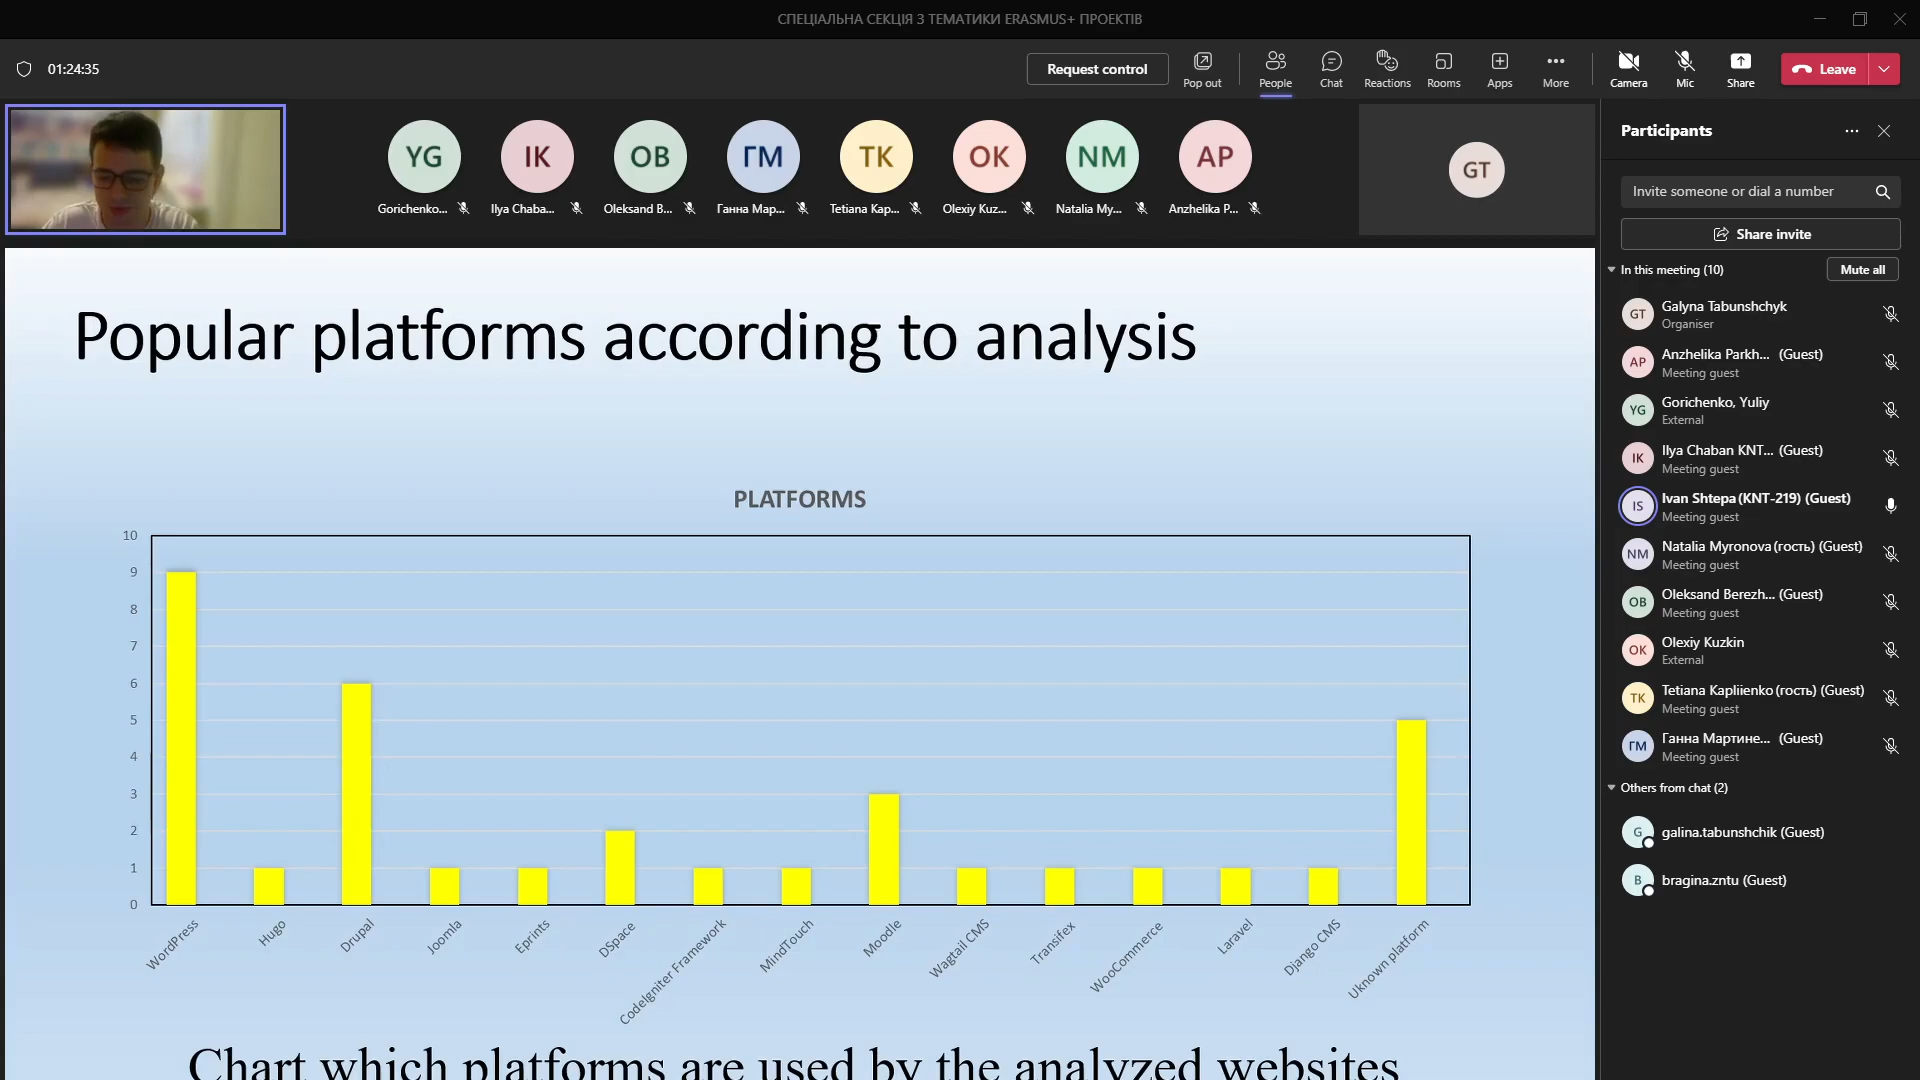 СПЕЦІАЛЬНА СЕКЦІЯ З ТЕМАТИКИ ERASMUS+ ПРОЕКТІВ
01:24:35
Request control
Pop out
People
Chat
Reactions
Rooms
Apps
More
Camera
Mic
Share
Leave
YG
IK
OB
ГМ
TK
OK
NM
AP
GT
Gorichenko...
Ilya Chaba...
Oleksand B...
Ганна Мар...
Tetiana Kap...
Olexiy Kuz...
Natalia My...
Anzhelika P...
Popular platforms according to analysis
PLATFORMS
10
9
8
7
6
5
4
3
2
1
0
WordPress
Hugo
Drupal
Joomla
Eprints
DSpace
CodeIgniter Framework
MindTouch
Moodle
Wagtail CMS
Transifex
WooCommerce
Laravel
Django CMS
Uknown platform
Chart which platforms are used by the analyzed websites
Participants
Invite someone or dial a number
Share invite
In this meeting (10)
Mute all
GT
Galyna Tabunshchyk
Organiser
AP
Anzhelika Parkh... (Guest)
Meeting guest
YG
Gorichenko, Yuliy
External
IK
Ilya Chaban KNT... (Guest)
Meeting guest
IS
Ivan Shtepa(KNT-219) (Guest)
Meeting guest
NM
Natalia Myronova(гость) (Guest)
Meeting guest
OB
Oleksand Berezh... (Guest)
Meeting guest
OK
Olexiy Kuzkin
External
TK
Tetiana Kapliienko(гость) (Guest)
Meeting guest
ГМ
Ганна Мартине... (Guest)
Meeting guest
Others from chat (2)
G
galina.tabunshchik (Guest)
B
bragina.zntu (Guest)